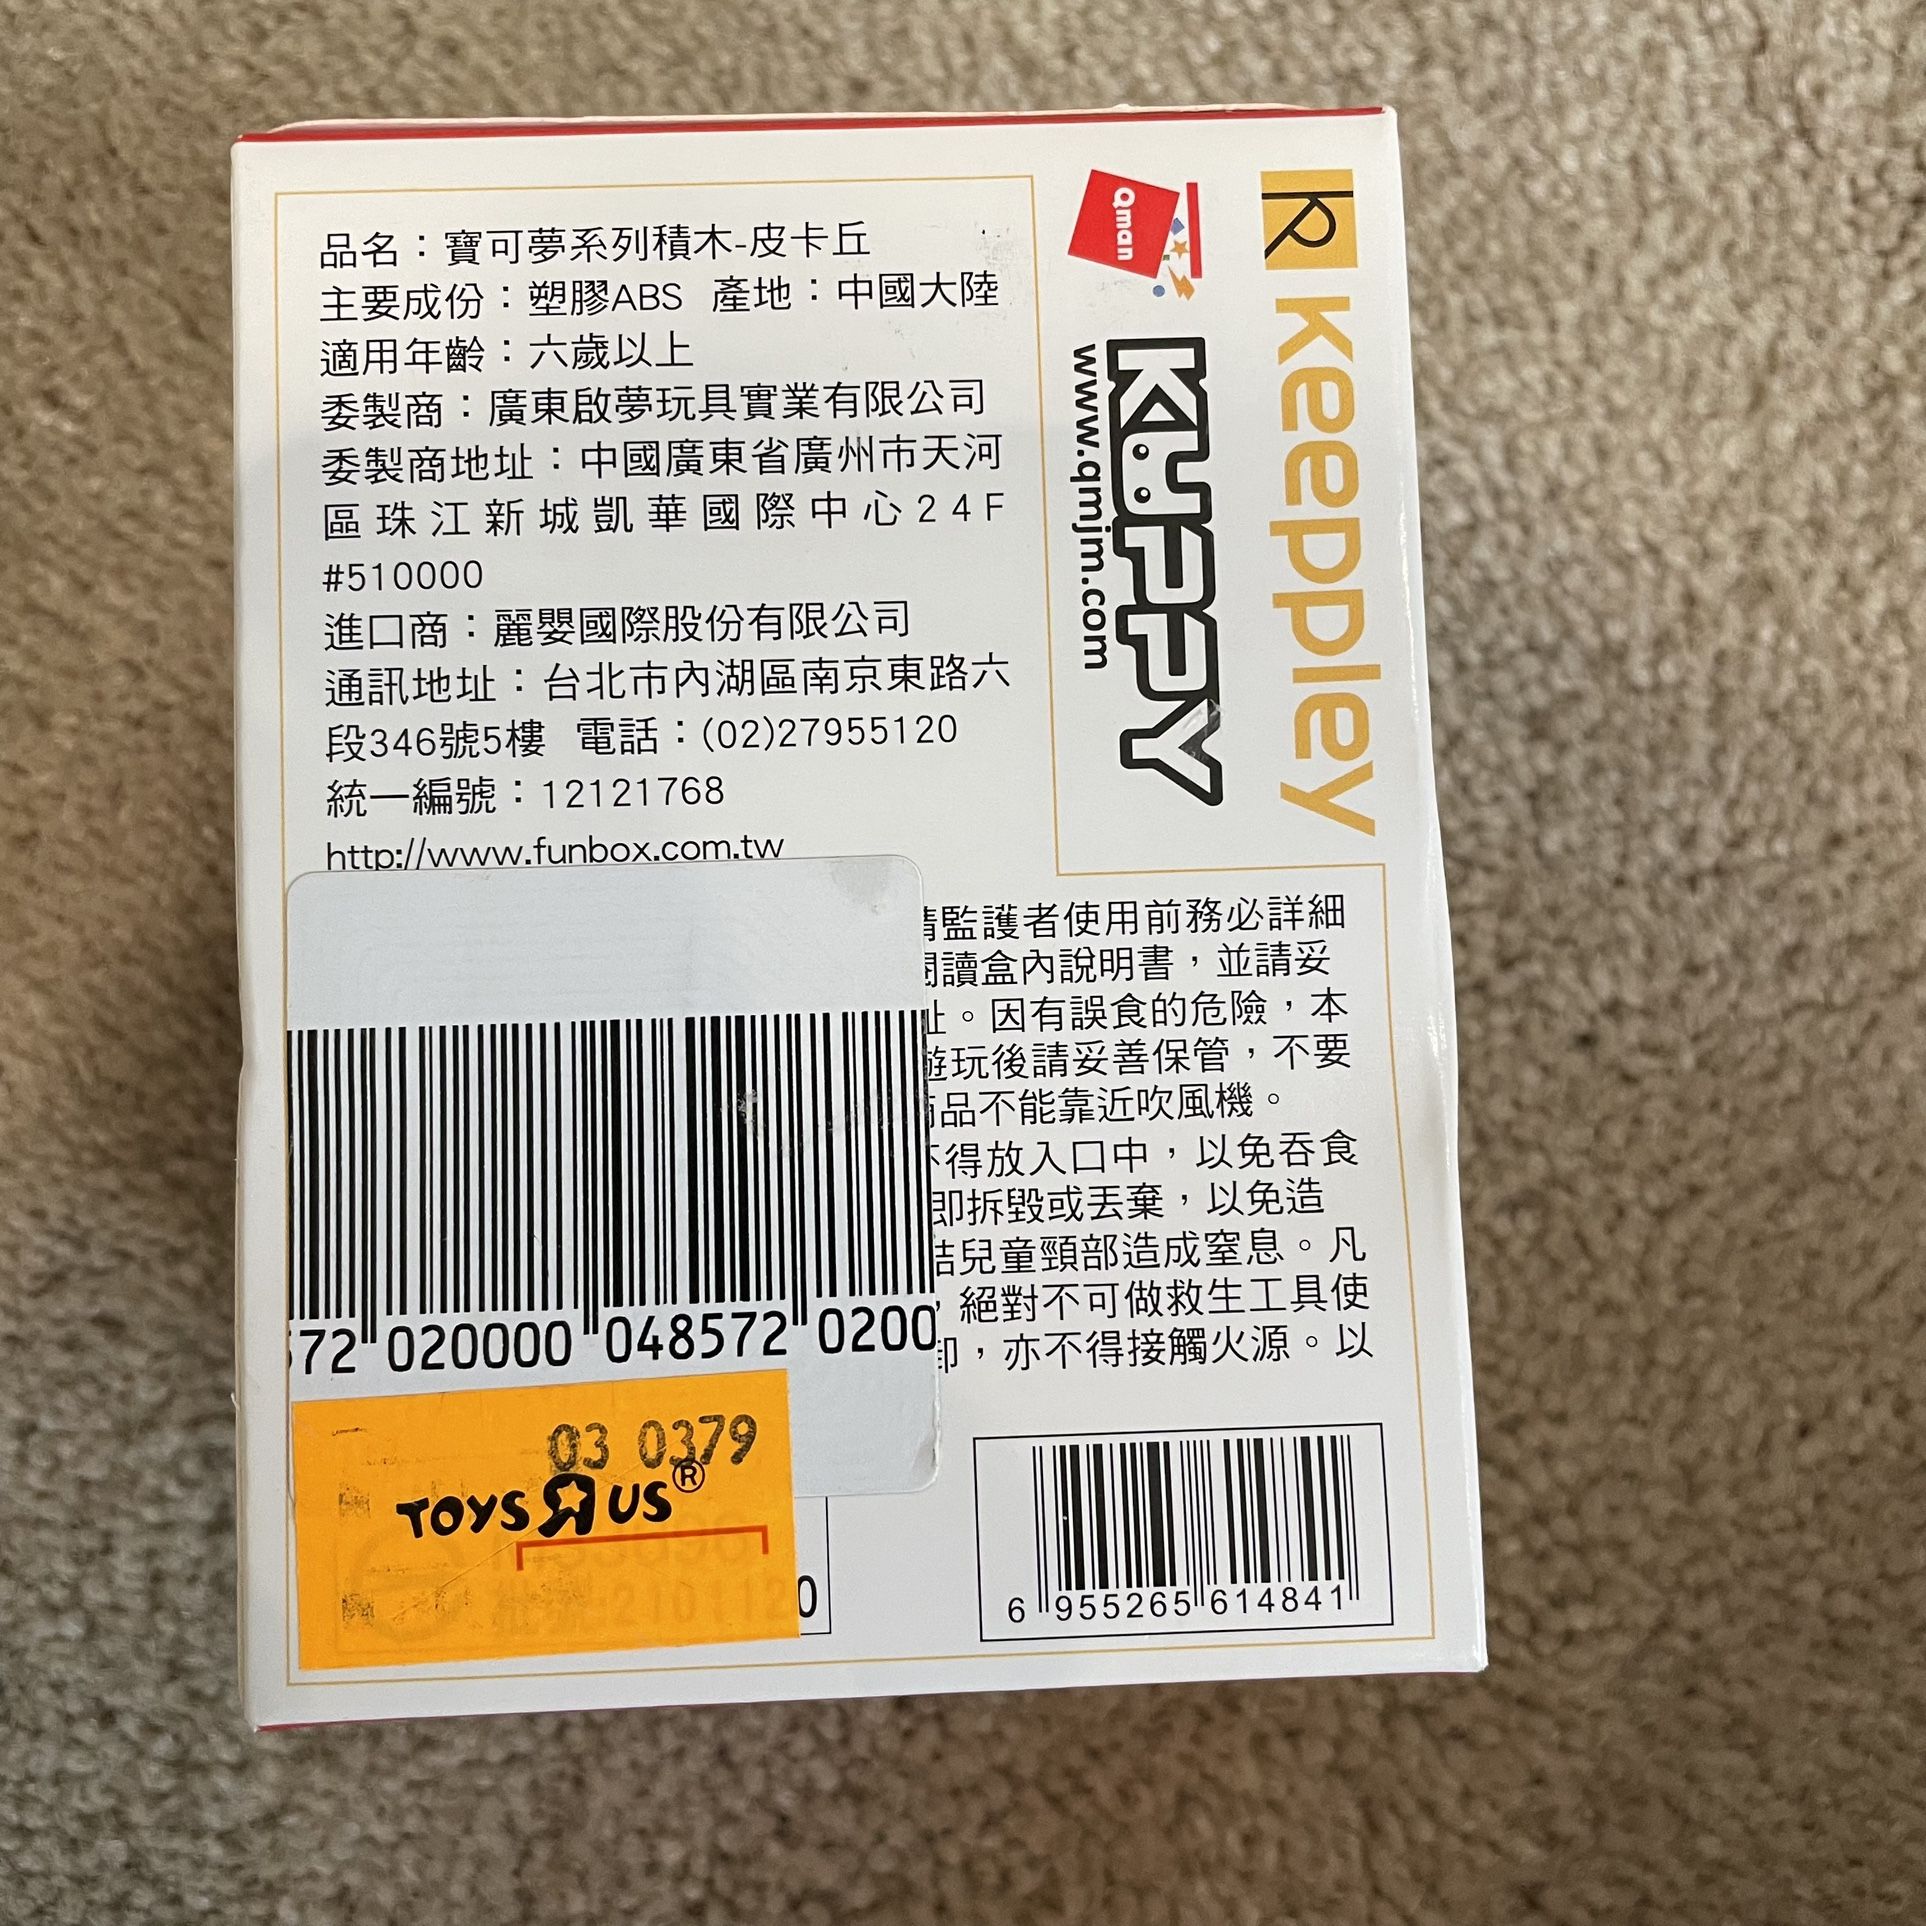 品名：寶可夢系列積木-皮卡丘
主要成份：塑膠ABS 產地：中國大陸
適用年齡：六歲以上
委製商：廣東啟夢玩具實業有限公司
委製商地址：中國廣東省廣州市天河
區珠江新城凱華國際中心24F
#510000
進口商：麗嬰國際股份有限公司
通訊地址：台北市內湖區南京東路六
段346號5樓 電話：(02)27955120
統一編號：12121768
http://www.funbox.com.tw
Qman
KUPPY
www.qmjm.com
Keeppley
請監護者使用前務必詳細
閱讀盒內說明書，並請妥
址。因有誤食的危險，本
遊玩後請妥善保管，不要
商品不能靠近吹風機。
不得放入口中，以免吞食
即拆毀或丟棄，以免造
結兒童頸部造成窒息。凡
，絕對不可做救生工具使
卸，亦不得接觸火源。以
72 020000 048572 0200
03 0379
TOYS R US®
6 955265 614841